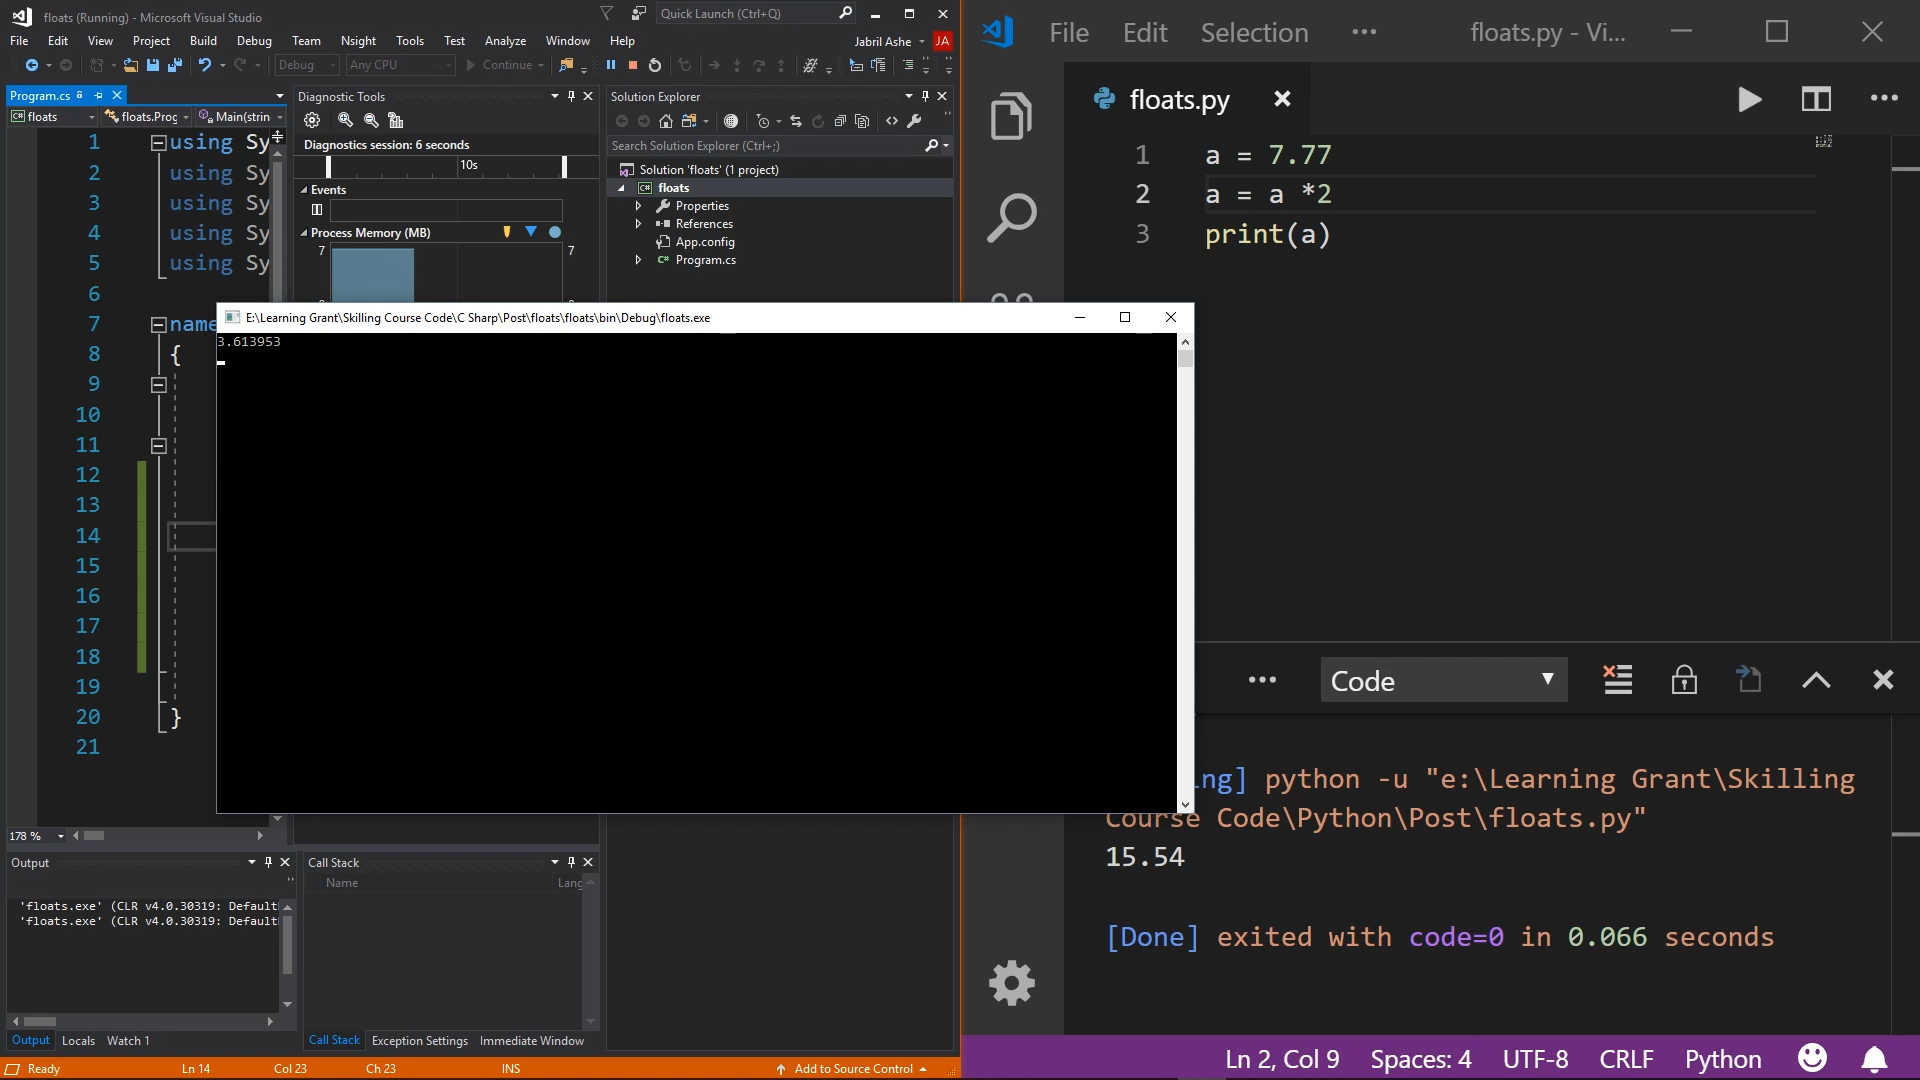 floats (Running) - Microsoft Visual Studio
Quick Launch (Ctrl+Q)
File Edit View Project Build Debug Team Nsight Tools Test Analyze Window Help
Jabril Ashe JA
Debug Any CPU Continue
Program.cs
floats floats.Prog Main(strin
1 using Sy
2 using Sy
3 using Sy
4 using Sy
5 using Sy
6
7 name
8 {
9
10
11
12
13
14
15
16
17
18
19
20 }
21
178 %
Diagnostic Tools
Diagnostics session: 6 seconds
10s
Events
Process Memory (MB)
7 7
Solution Explorer
Search Solution Explorer (Ctrl+;)
Solution 'floats' (1 project)
C# floats
Properties
References
App.config
C# Program.cs
E:\Learning Grant\Skilling Course Code\C Sharp\Post\floats\floats\bin\Debug\floats.exe
3.613953
Output
'floats.exe' (CLR v4.0.30319: Default
'floats.exe' (CLR v4.0.30319: Default
Output Locals Watch 1
Call Stack
Name Lang
Call Stack Exception Settings Immediate Window
Ready Ln 14 Col 23 Ch 23 INS Add to Source Control
File Edit Selection ··· floats.py - Vi...
floats.py
1 a = 7.77
2 a = a *2
3 print(a)
Code
ng] python -u "e:\Learning Grant\Skilling
Course Code\Python\Post\floats.py"
15.54
[Done] exited with code=0 in 0.066 seconds
Ln 2, Col 9 Spaces: 4 UTF-8 CRLF Python